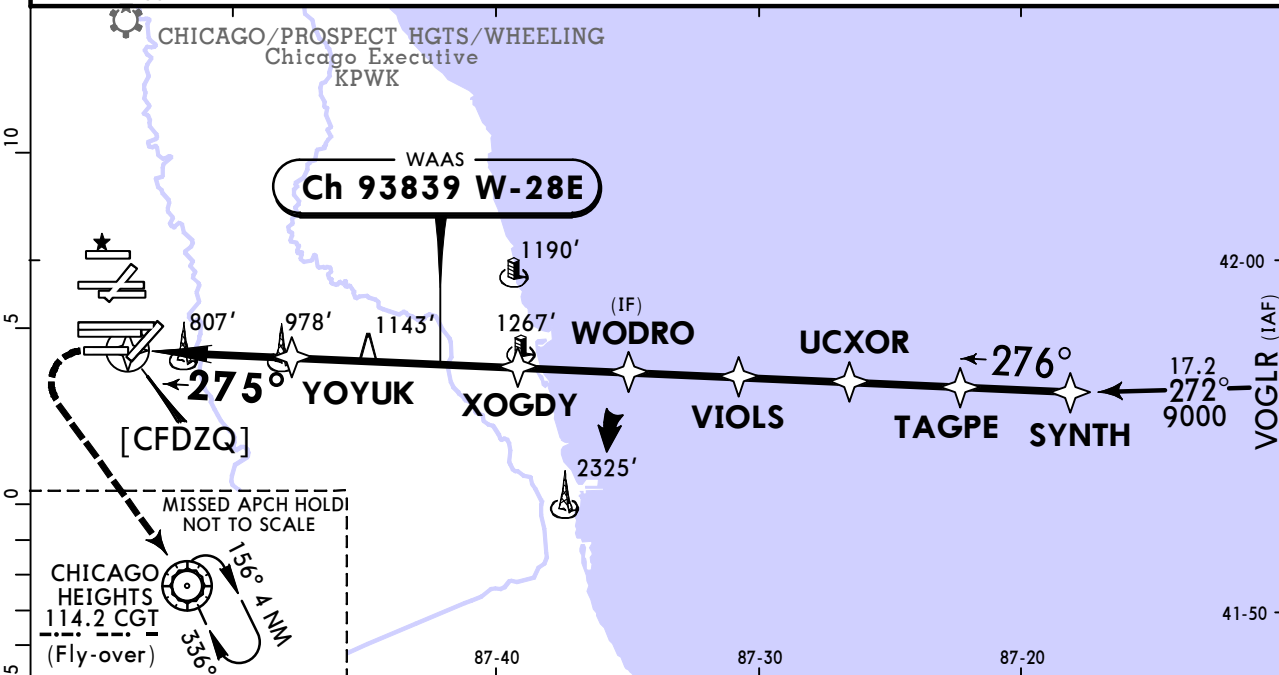 CHICAGO/PROSPECT HGTS/WHEELING
Chicago Executive
KPWK
10
WAAS
Ch 93839 W-28E
1190'
42-00
(IF)
807'
978'
1143'
1267'
WODRO
UCXOR
5
276°
17.2
272°
9000
VOGLR (IAF)
275°
YOYUK
XOGDY
VIOLS
TAGPE
SYNTH
[CFDZQ]
2325'
0
MISSED APCH HOLD
NOT TO SCALE
CHICAGO
HEIGHTS
114.2 CGT
(Fly-over)
156° 4 NM
336°
41-50
5
87-40
87-30
87-20